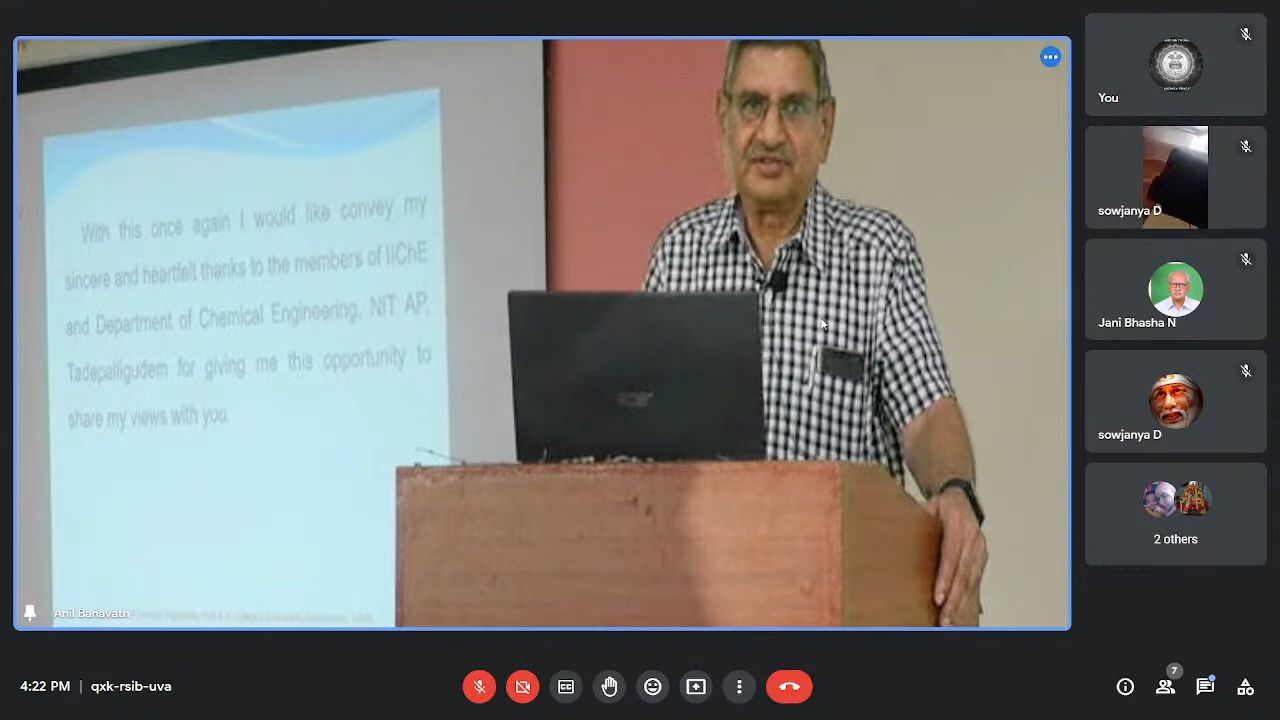 With this once again I would like convey my
sincere and heartfelt thanks to the members of IIChE
and Department of Chemical Engineering, NIT AP,
Tadepalligudem for giving me this opportunity to
share my views with you.
Anil Banavath
You
sowjanya D
Jani Bhasha N
sowjanya D
2 others
4:22 PM | qxk-rsib-uva
7
acer